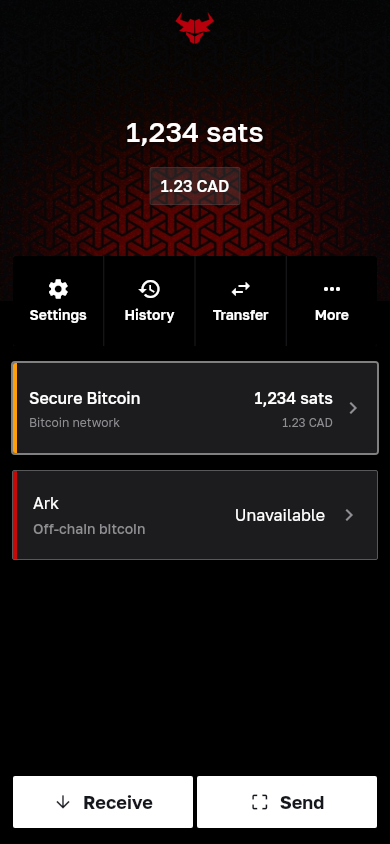 1,234 sats
1.23 CAD
Settings
History
Transfer
More
Secure Bitcoin
1,234 sats
Bitcoin network
1.23 CAD
Ark
Unavailable
Off-chain bitcoin
Receive
Send